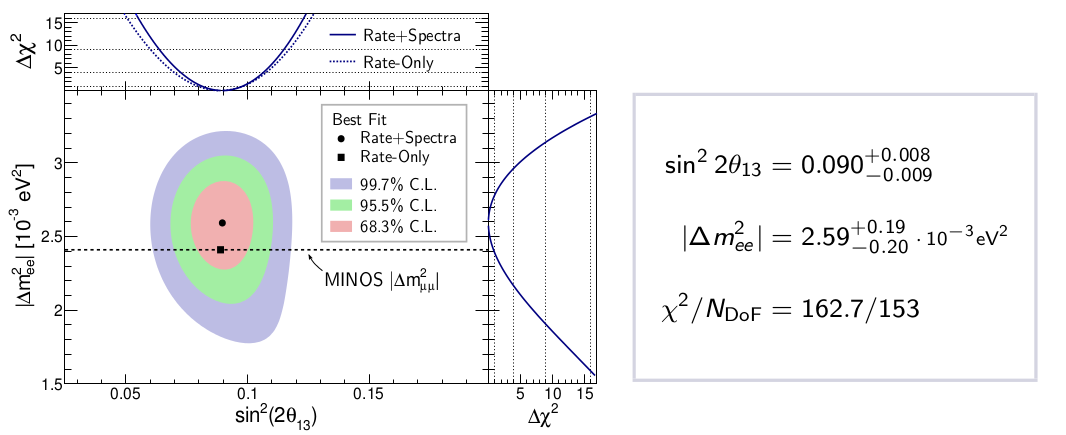 Δχ²
15
10
5
Rate+Spectra
Rate-Only
|Δm²ee| [10⁻³ eV²]
3
2.5
2
1.5
Best Fit
Rate+Spectra
Rate-Only
99.7% C.L.
95.5% C.L.
68.3% C.L.
MINOS |Δm²μμ|
0.05 0.1 0.15
sin²(2θ₁₃)
5 10 15
Δχ²
sin² 2θ₁₃ = 0.090 +0.008 −0.009
|Δm²ee| = 2.59 +0.19 −0.20 · 10⁻³ eV²
χ²/N_DoF = 162.7/153